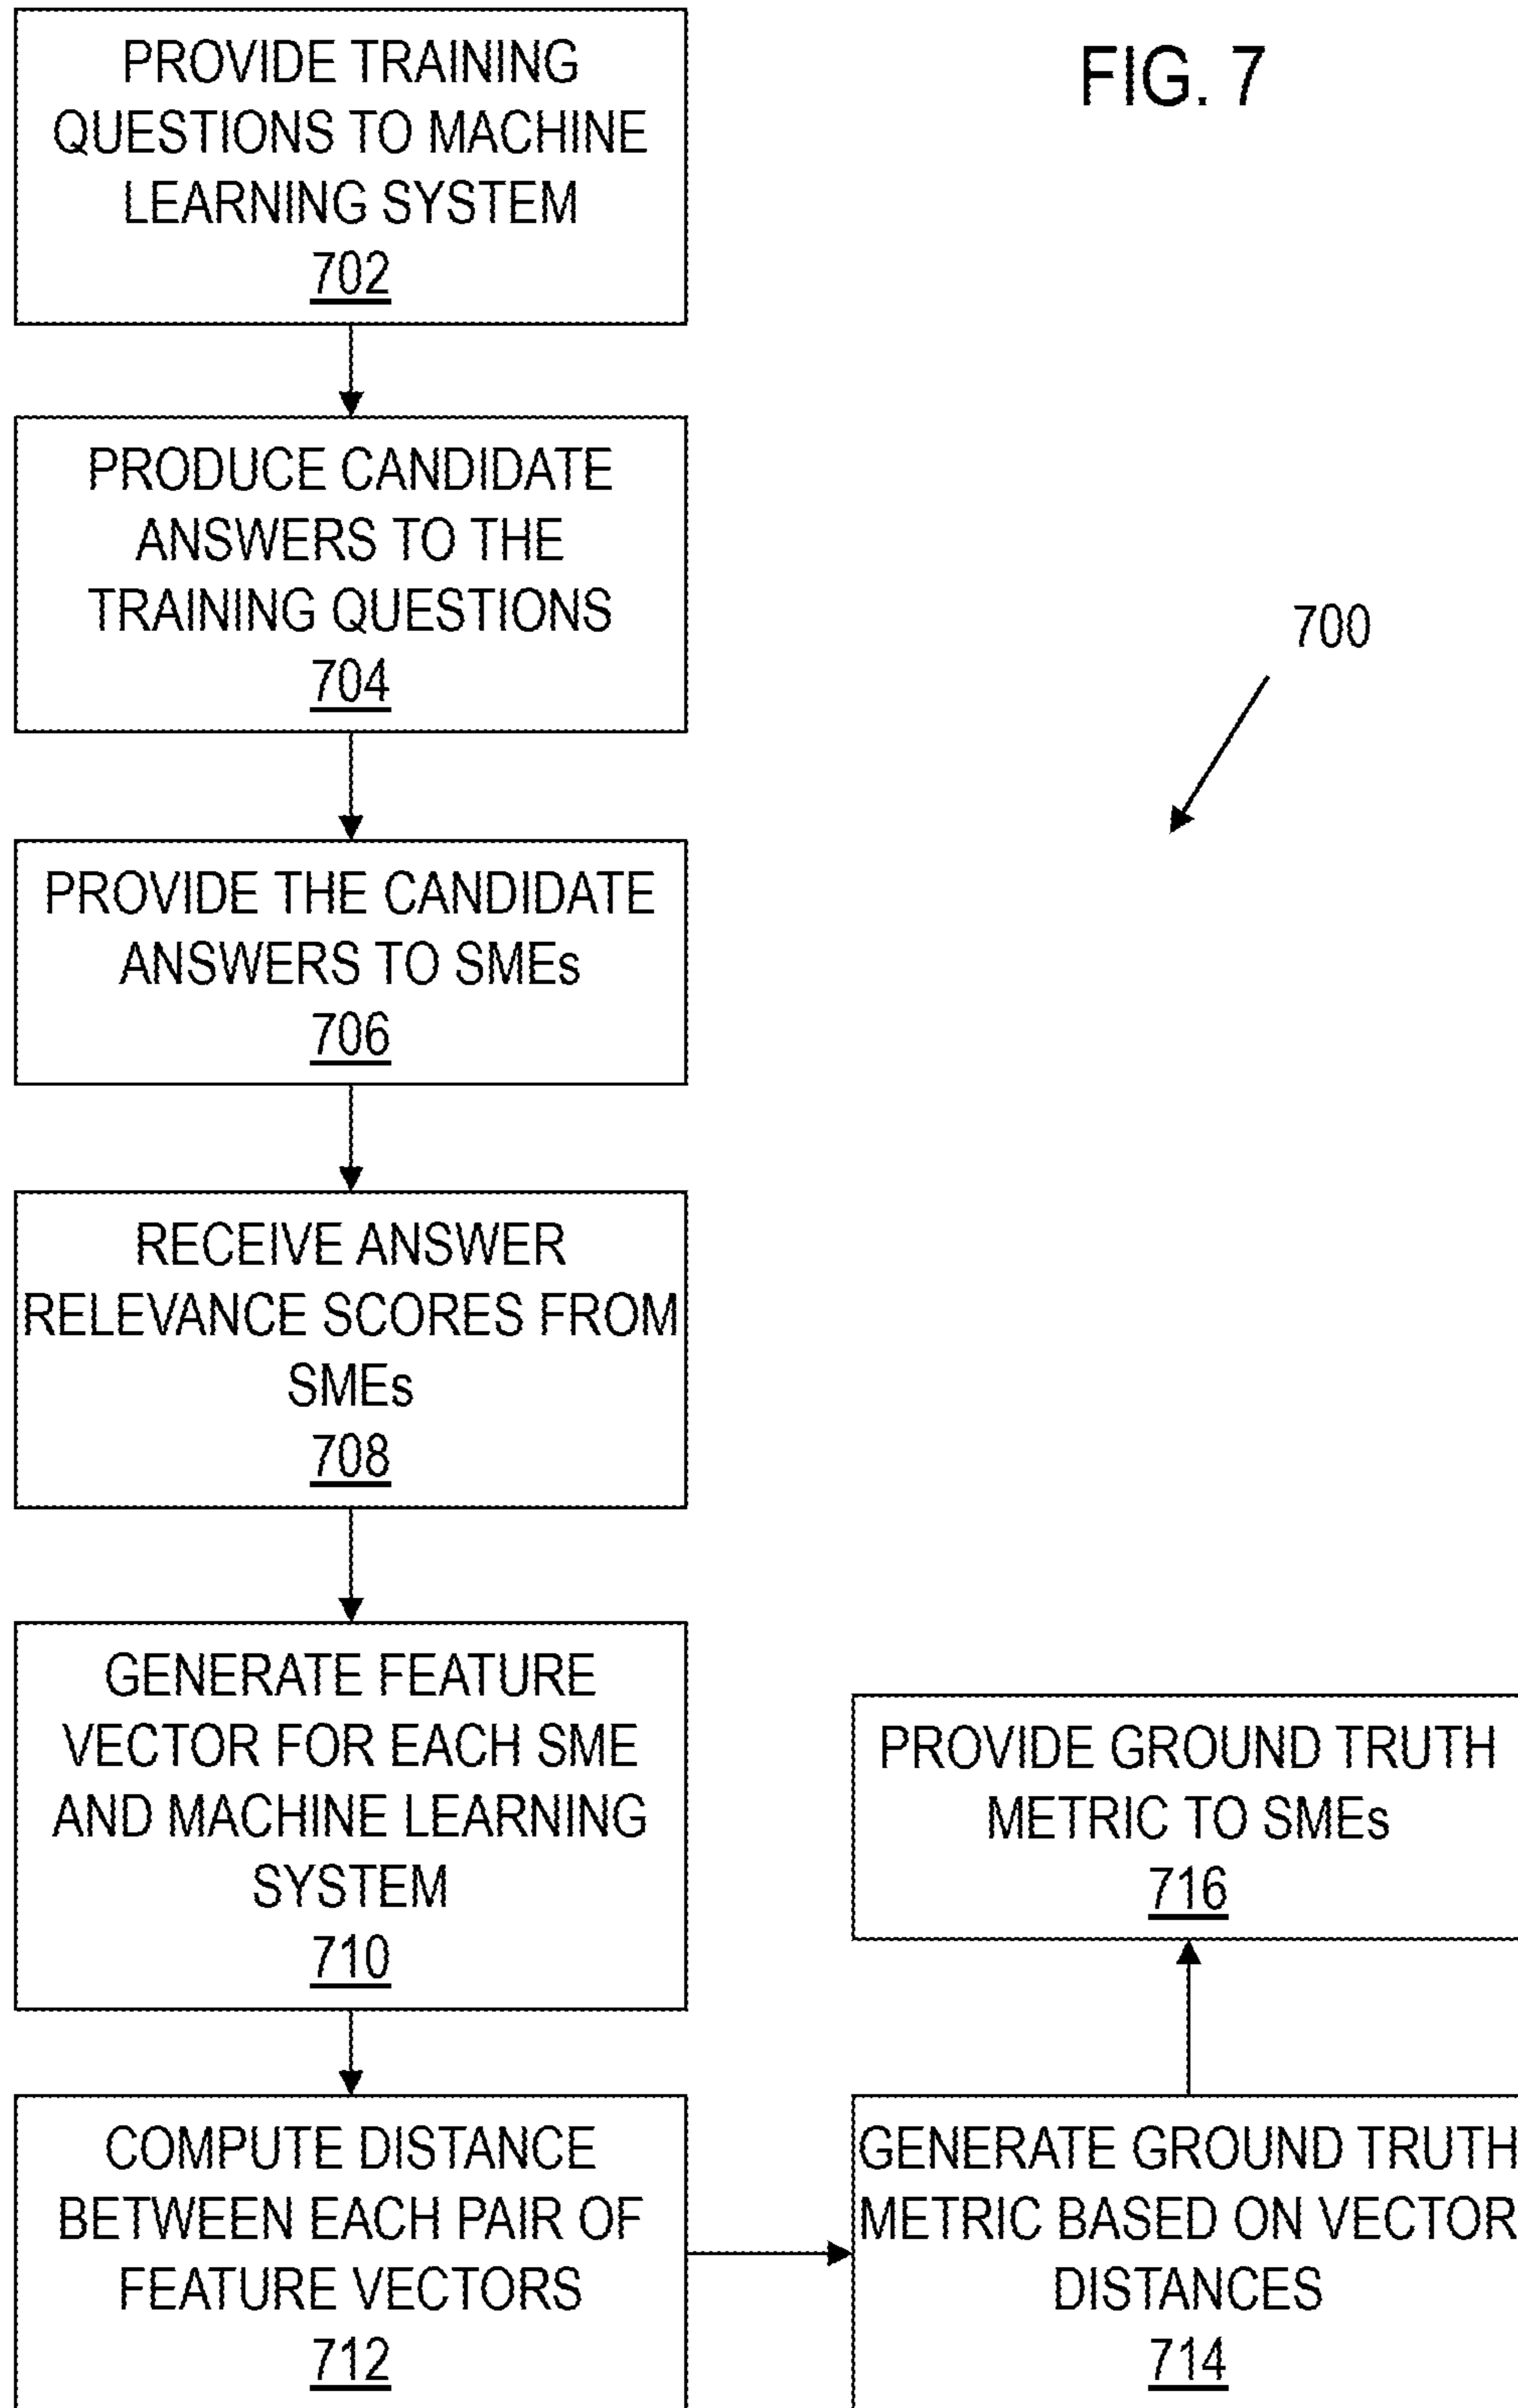 FIG. 7
PROVIDE TRAINING
QUESTIONS TO MACHINE
LEARNING SYSTEM
702
PRODUCE CANDIDATE
ANSWERS TO THE
TRAINING QUESTIONS
704
700
PROVIDE THE CANDIDATE
ANSWERS TO SMEs
706
RECEIVE ANSWER
RELEVANCE SCORES FROM
SMEs
708
GENERATE FEATURE
VECTOR FOR EACH SME
AND MACHINE LEARNING
SYSTEM
710
COMPUTE DISTANCE
BETWEEN EACH PAIR OF
FEATURE VECTORS
712
GENERATE GROUND TRUTH
METRIC BASED ON VECTOR
DISTANCES
714
PROVIDE GROUND TRUTH
METRIC TO SMEs
716